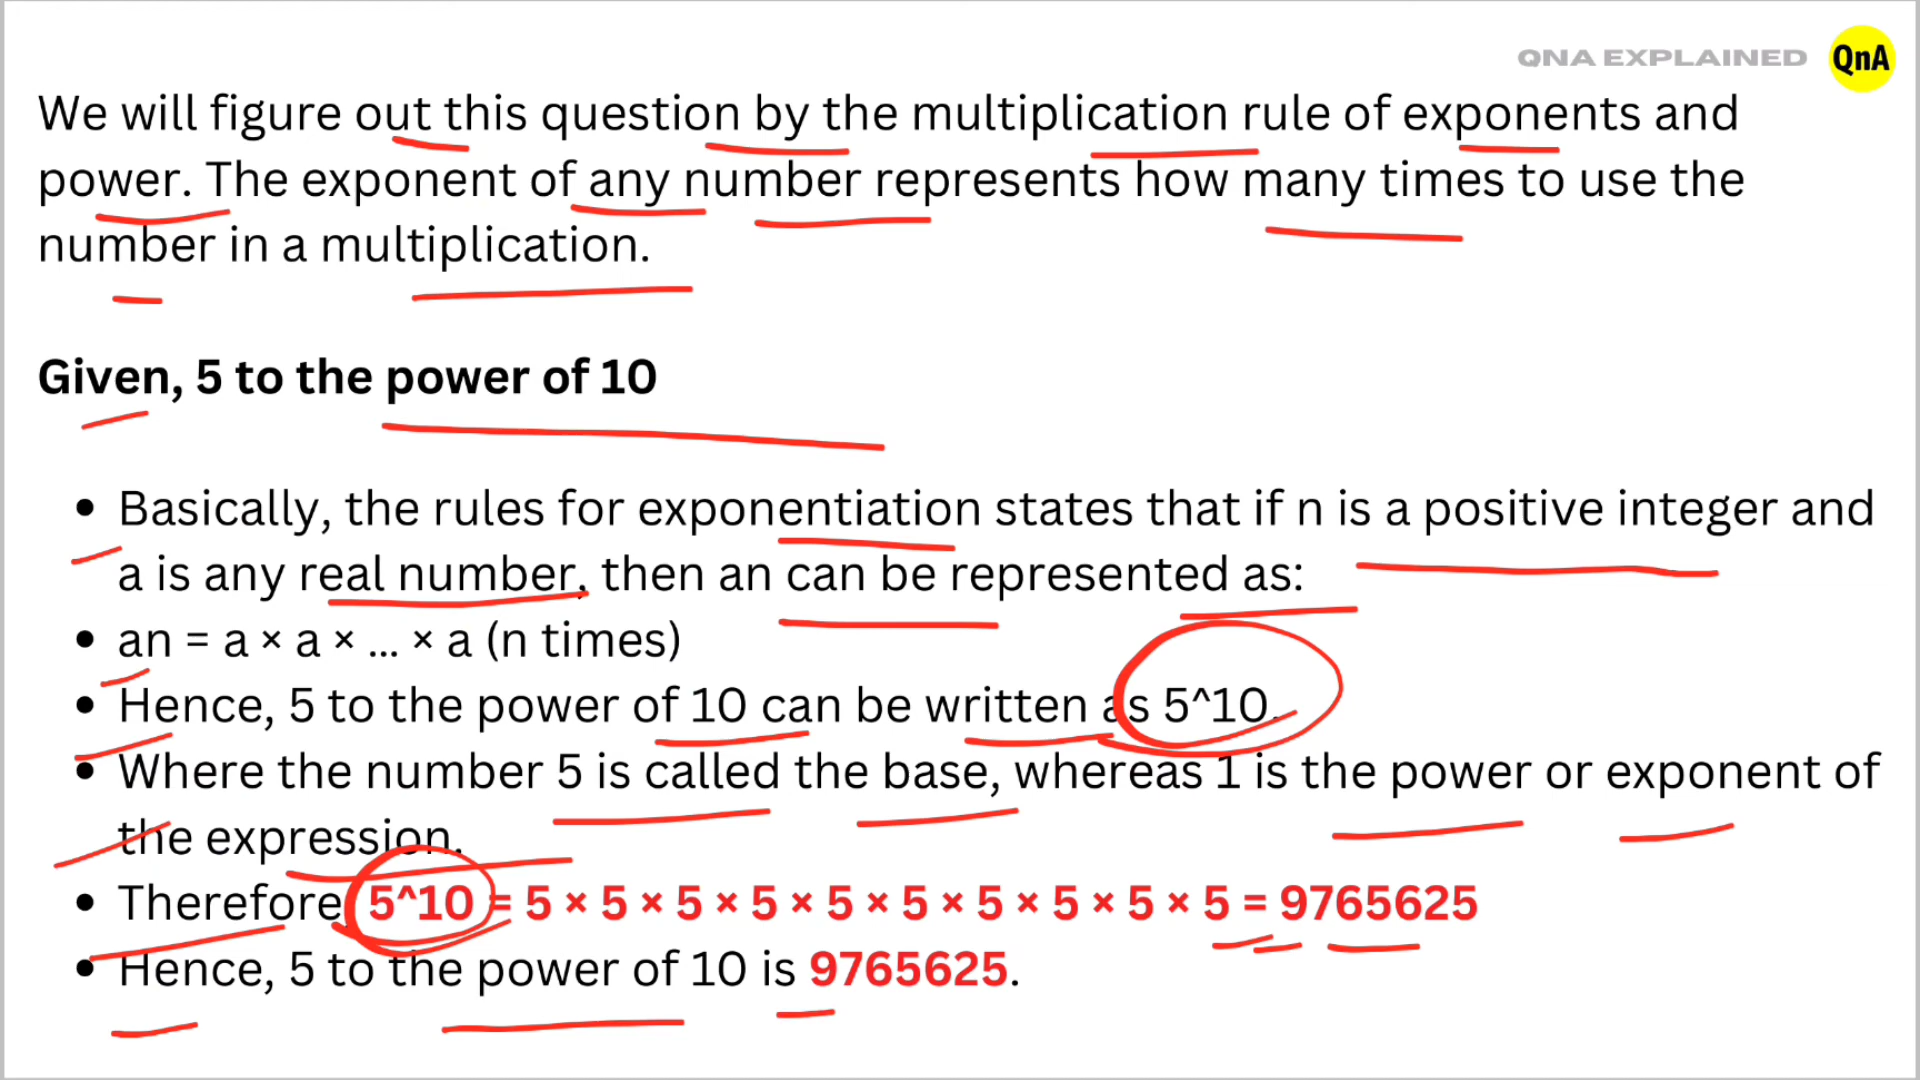 QNA EXPLAINED QnA
We will figure out this question by the multiplication rule of exponents and
power. The exponent of any number represents how many times to use the
number in a multiplication.
Given, 5 to the power of 10
• Basically, the rules for exponentiation states that if n is a positive integer and
a is any real number, then an can be represented as:
• an = a × a × ... × a (n times)
• Hence, 5 to the power of 10 can be written as 5^10.
• Where the number 5 is called the base, whereas 1 is the power or exponent of
the expression.
• Therefore, 5^10 = 5 × 5 × 5 × 5 × 5 × 5 × 5 × 5 × 5 × 5 = 9765625
• Hence, 5 to the power of 10 is 9765625.